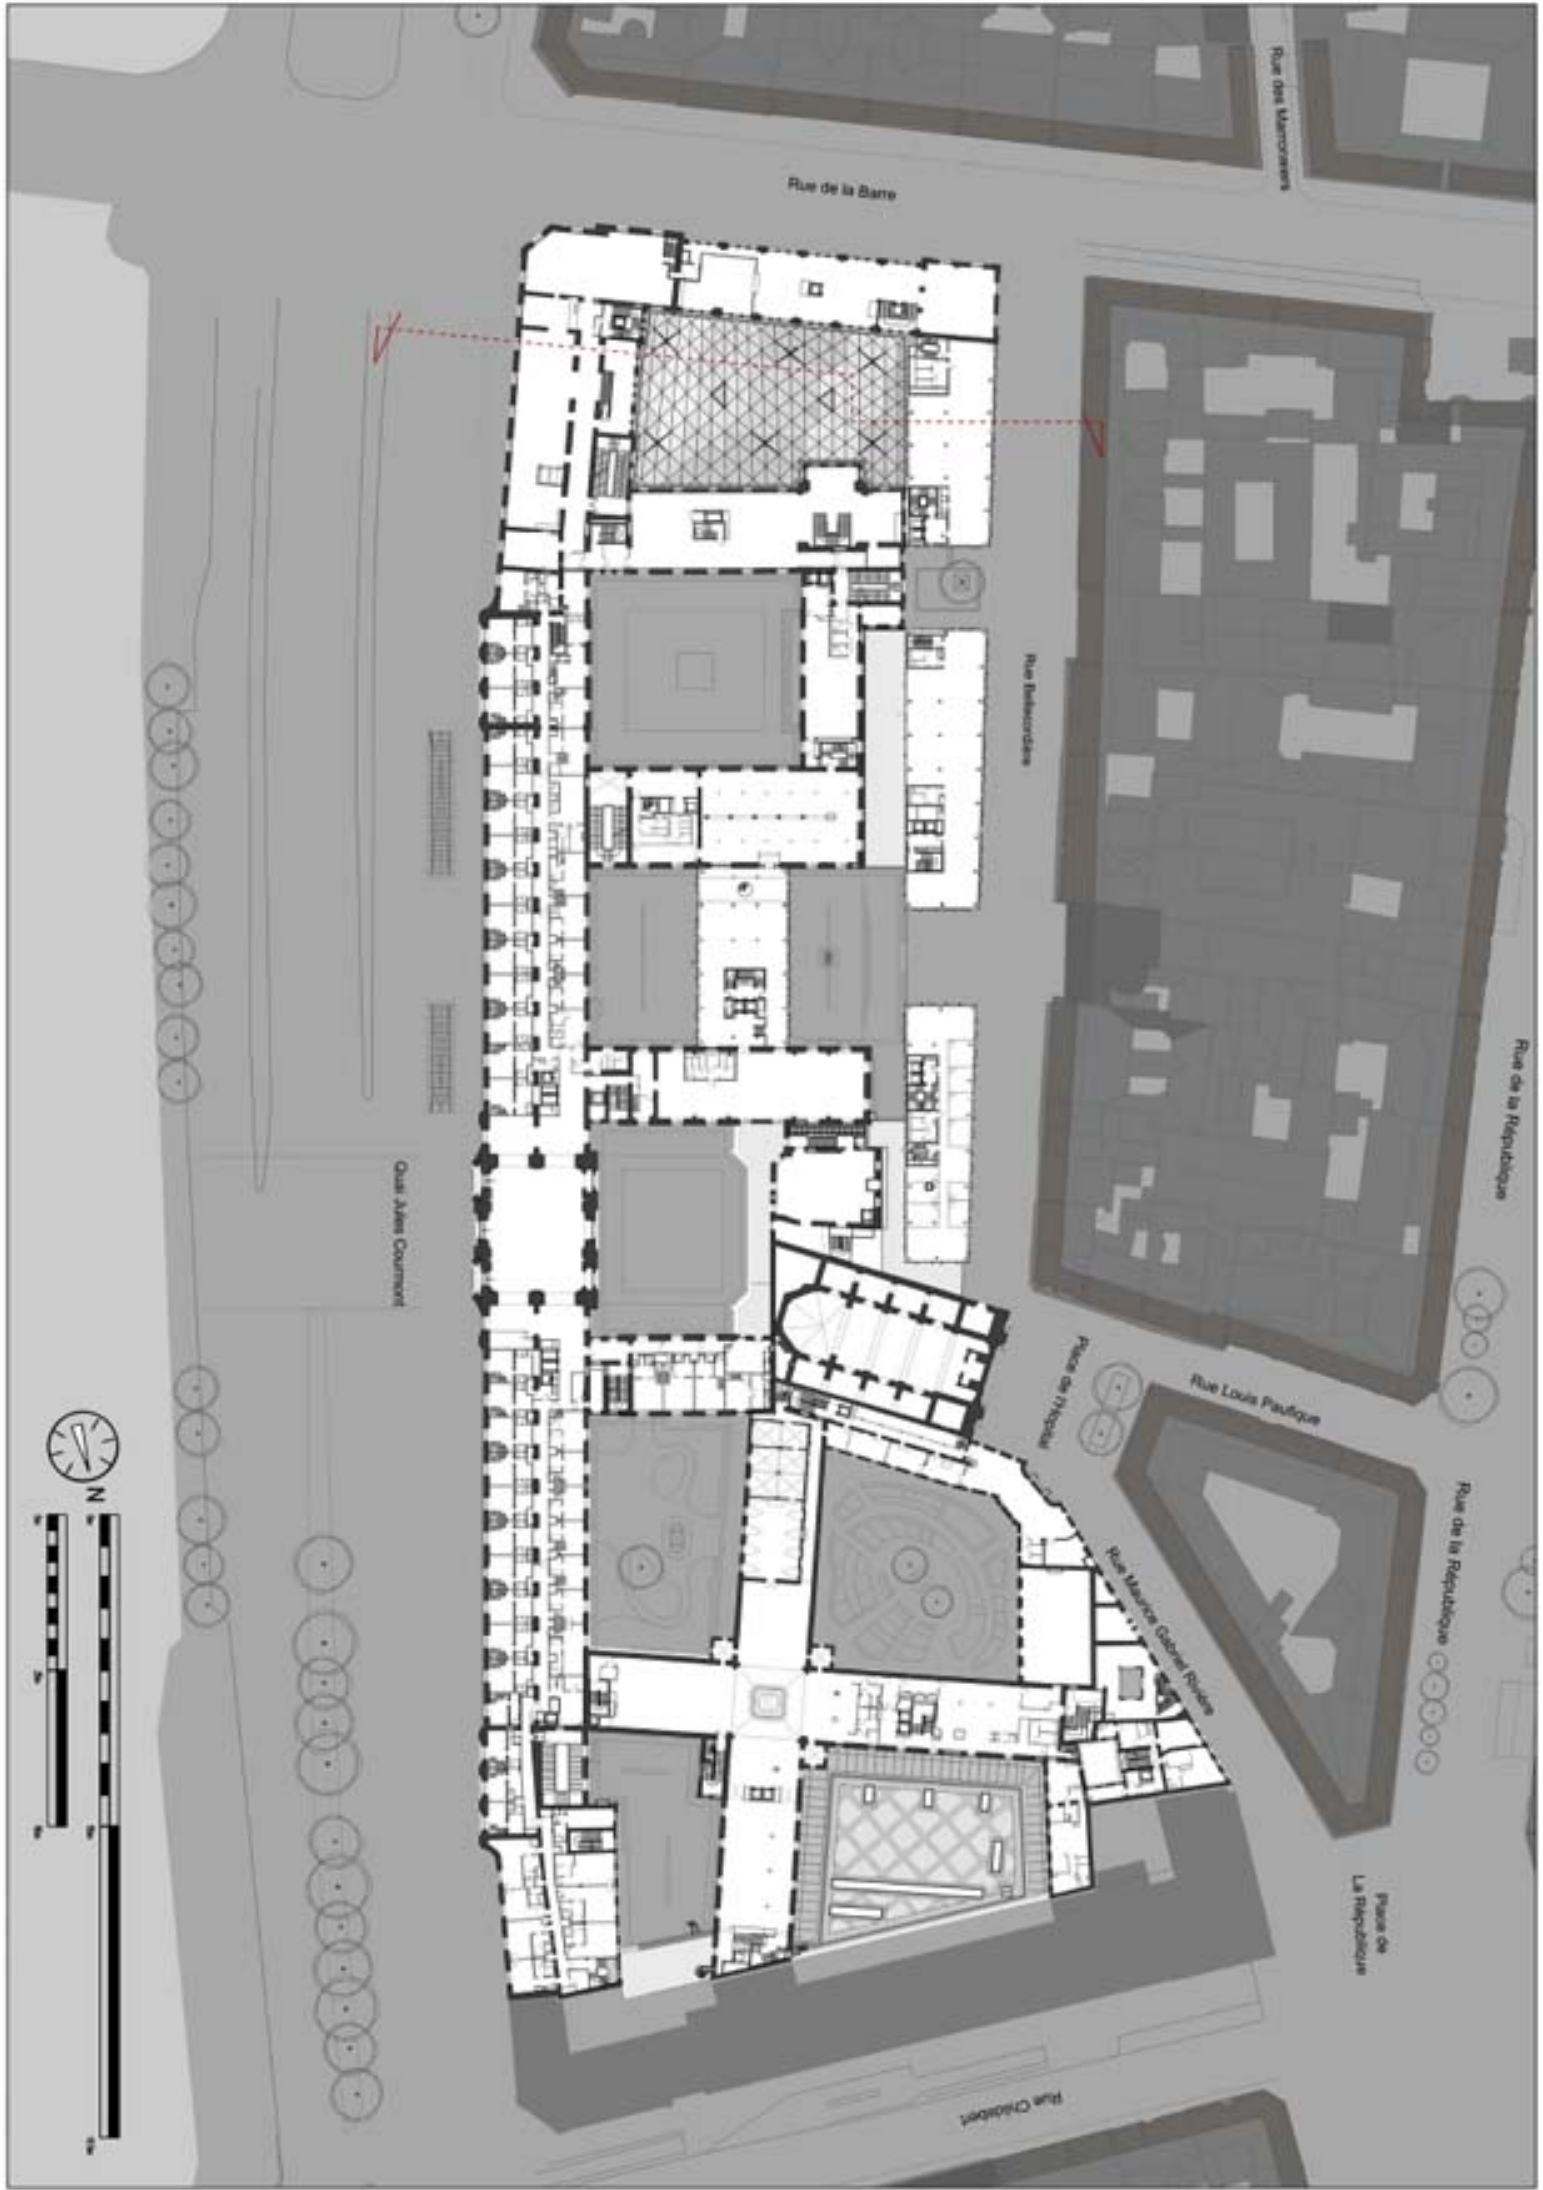 Rue des Marronniers
Rue de la Barre
Rue Bellecordière
Rue de la République
Quai Jules Courmont
Place de l'Hôpital
Rue Louis Paufique
Rue de la République
Rue Maurice Gabriel Rivière
N
Place de
La République
Rue Childebert